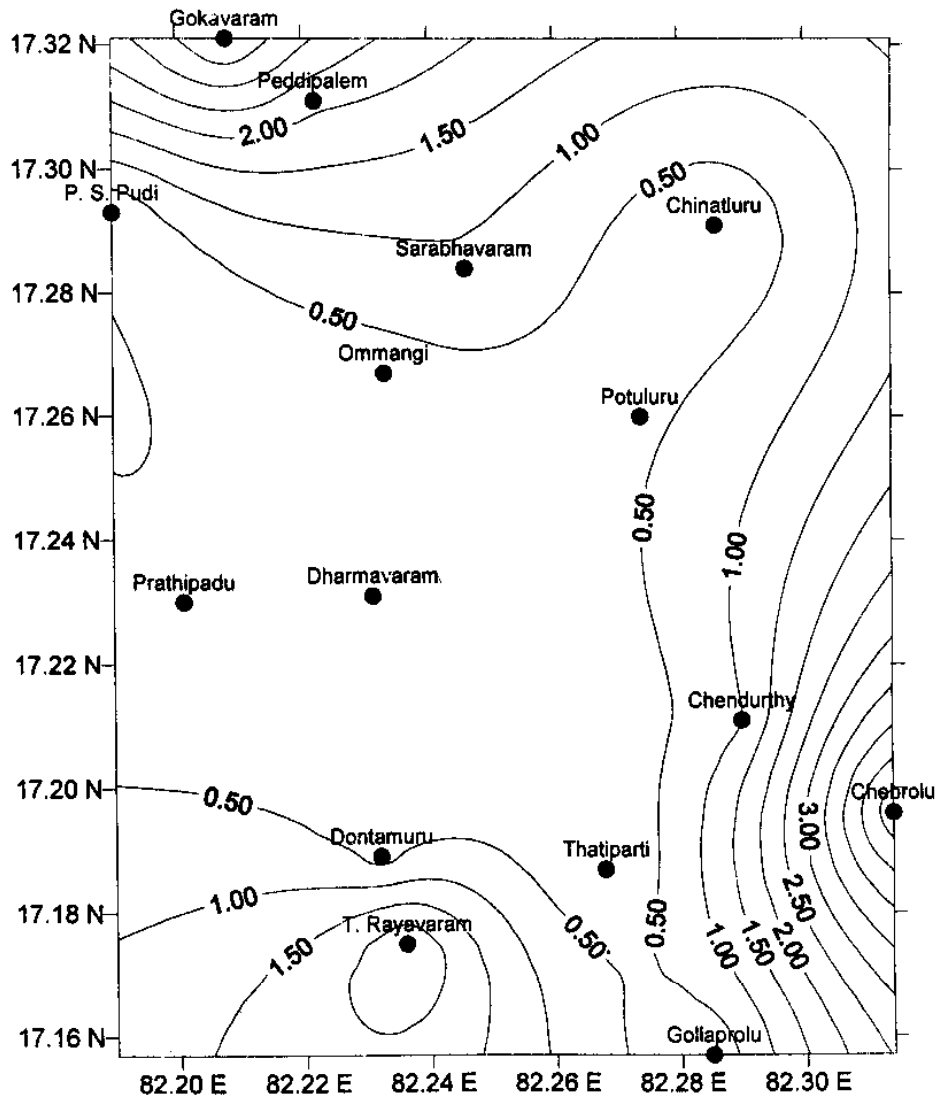 Gokavaram
17.32 N
Peddipalem
2.00
1.50
1.00
17.30 N
P. S. Pudi
0.50
Chinatluru
Sarabhavaram
17.28 N
0.50
Ommangi
Potuluru
17.26 N
0.50
17.24 N
1.00
Prathipadu
Dharmavaram
17.22 N
Chendurthy
17.20 N
0.50
Chebrolu
3.00
Dontamuru
Thatiparti
2.50
1.00
17.18 N
T. Rayavaram
0.50
0.50
1.00
1.50
2.00
1.50
17.16 N
Gollaprolu
82.20 E 82.22 E 82.24 E 82.26 E 82.28 E 82.30 E